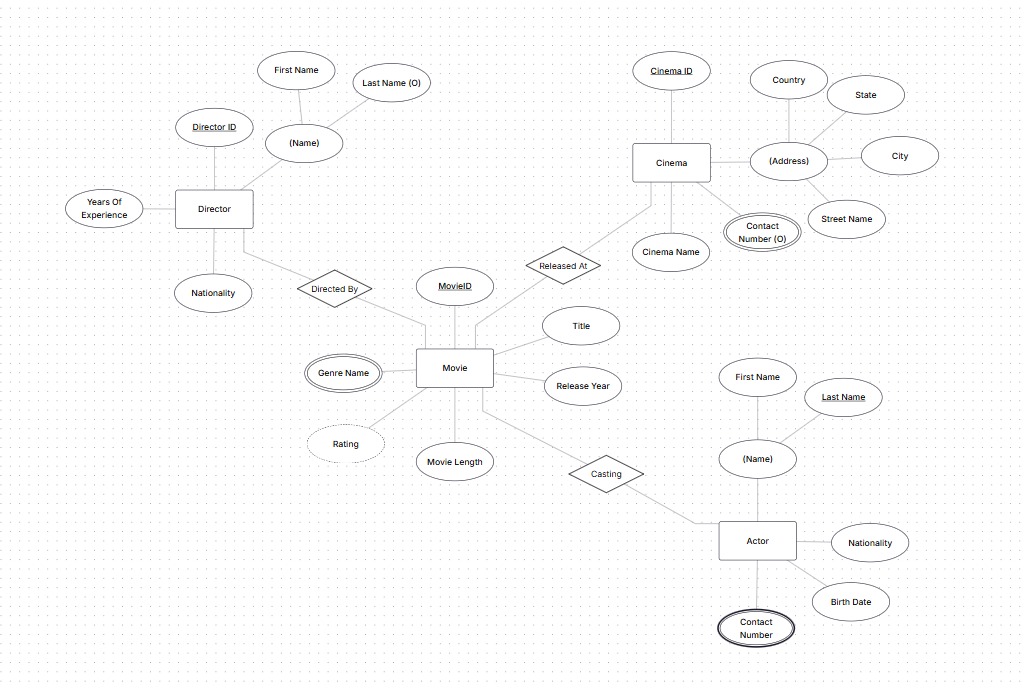 First Name
Last Name (O)
Director ID
(Name)
Years Of
Experience
Director
Nationality
Directed By
Cinema ID
Country
State
Cinema
(Address)
City
Street Name
Contact
Number (O)
Cinema Name
Released At
MovieID
Title
Genre Name
Movie
Release Year
Rating
Movie Length
Casting
First Name
Last Name
(Name)
Actor
Nationality
Birth Date
Contact
Number